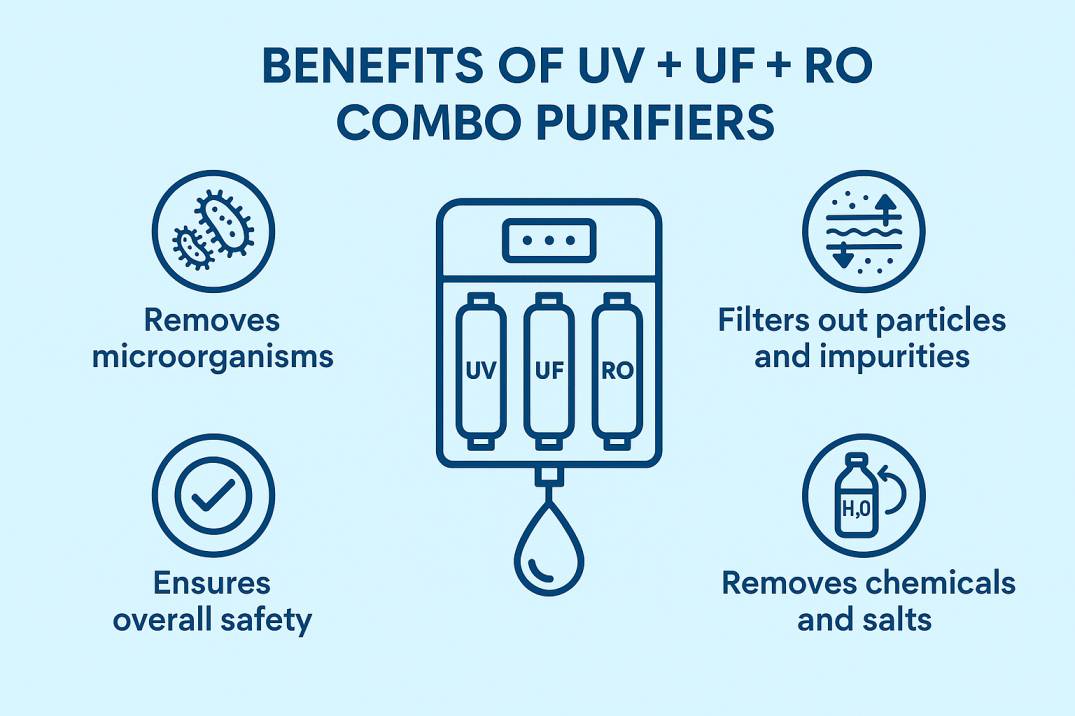 BENEFITS OF UV + UF + RO
COMBO PURIFIERS
Removes
microorganisms
Filters out particles
and impurities
UV UF RO
Ensures
overall safety
H,0
Removes chemicals
and salts